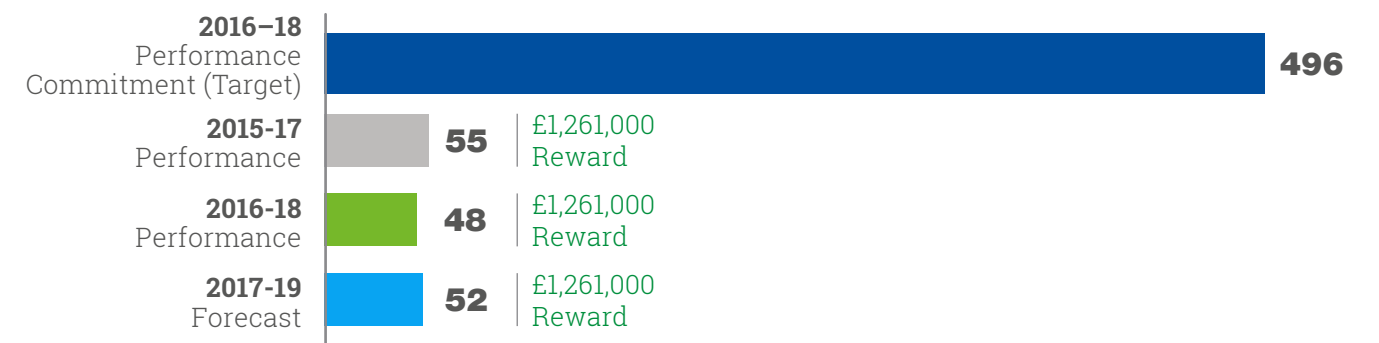 2016–18
Performance
Commitment (Target)
496
2015-17
Performance
55
£1,261,000
Reward
2016-18
Performance
48
£1,261,000
Reward
2017-19
Forecast
52
£1,261,000
Reward